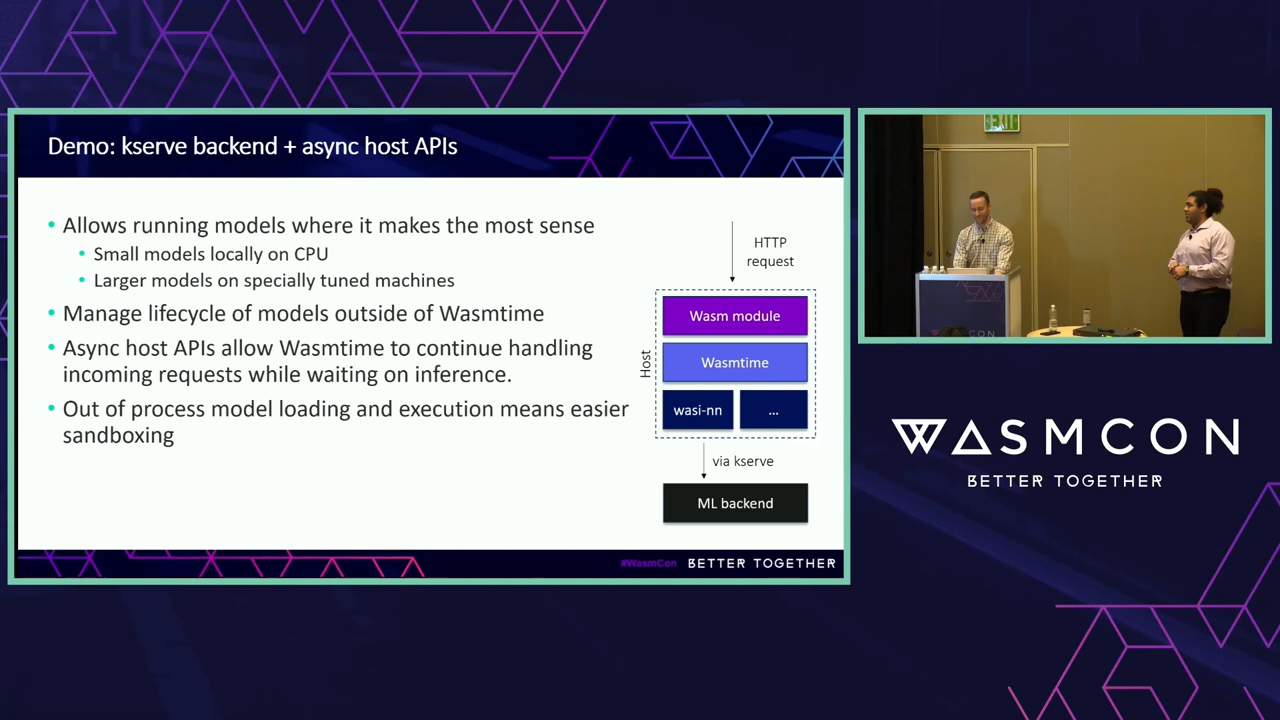 Demo: kserve backend + async host APIs
• Allows running models where it makes the most sense
• Small models locally on CPU
• Larger models on specially tuned machines
• Manage lifecycle of models outside of Wasmtime
• Async host APIs allow Wasmtime to continue handling
incoming requests while waiting on inference.
• Out of process model loading and execution means easier
sandboxing
HTTP
request
Host
Wasm module
Wasmtime
wasi-nn
...
via kserve
ML backend
#WasmCon BETTER TOGETHER
EXIT
WASMCON
WASMCON
BETTER TOGETHER